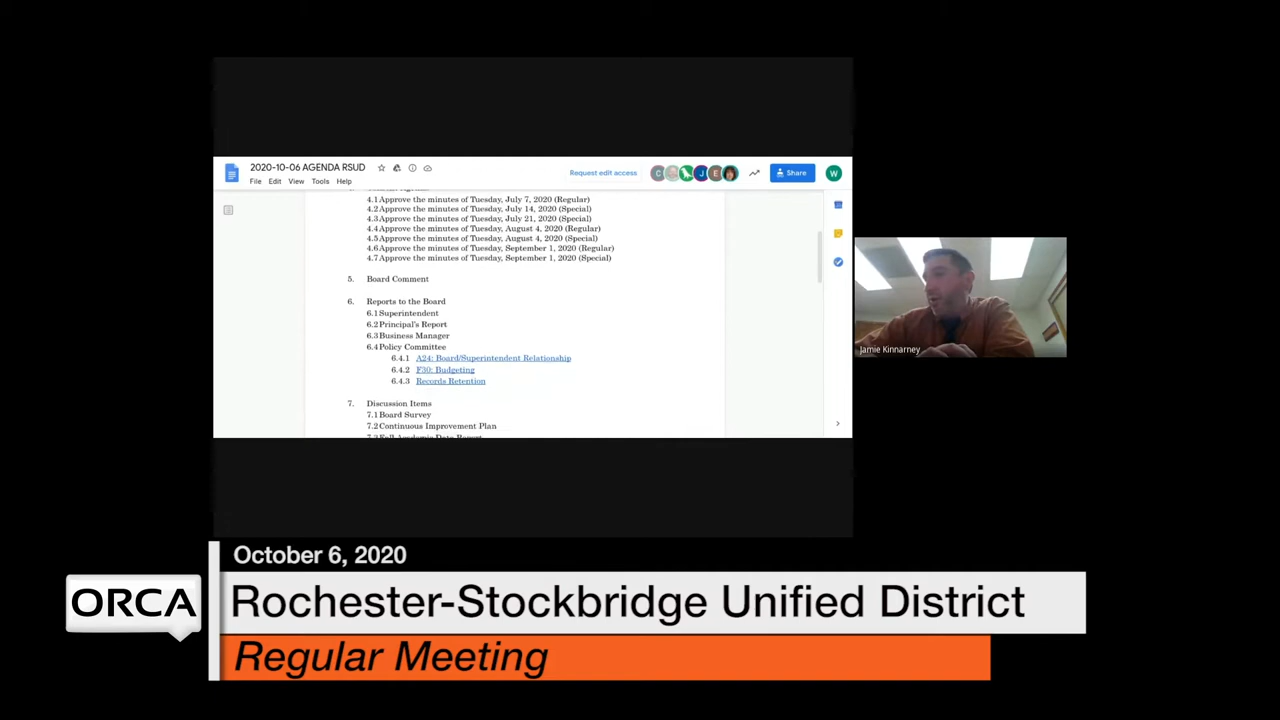 2020-10-06 AGENDA RSUD
Request edit access
C
J
E
Share
W
File Edit View Tools Help
4.1 Approve the minutes of Tuesday, July 7, 2020 (Regular)
4.2 Approve the minutes of Tuesday, July 14, 2020 (Special)
4.3 Approve the minutes of Tuesday, July 21, 2020 (Special)
4.4 Approve the minutes of Tuesday, August 4, 2020 (Regular)
4.5 Approve the minutes of Tuesday, August 4, 2020 (Special)
4.6 Approve the minutes of Tuesday, September 1, 2020 (Regular)
4.7 Approve the minutes of Tuesday, September 1, 2020 (Special)
5. Board Comment
6. Reports to the Board
6.1 Superintendent
6.2 Principal's Report
6.3 Business Manager
6.4 Policy Committee
6.4.1 A24: Board/Superintendent Relationship
6.4.2 F30: Budgeting
6.4.3 Records Retention
7. Discussion Items
7.1 Board Survey
7.2 Continuous Improvement Plan
7.3 Fall Academic Data Report
Jamie Kinnarney
October 6, 2020
ORCA
Rochester-Stockbridge Unified District
Regular Meeting